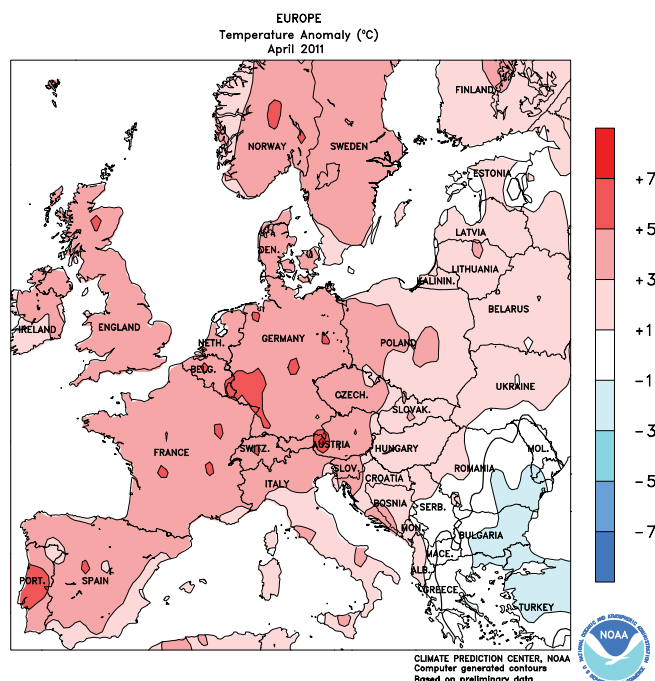 EUROPE
Temperature Anomaly (°C)
April 2011
FINLAND
NORWAY
SWEDEN
ESTONIA
LATVIA
LITHUANIA
KALININ.
DEN.
BELARUS
IRELAND
ENGLAND
NETH.
GERMANY
POLAND
BELG.
CZECH.
UKRAINE
SLOVAK.
FRANCE
SWITZ.
AUSTRIA
HUNGARY
MOL.
ROMANIA
SLOV.
ITALY
CROATIA
BOSNIA
SERB.
MON.
BULGARIA
MACE.
ALB.
PORT.
SPAIN
GREECE
TURKEY
+7
+5
+3
+1
-1
-3
-5
-7
NOAA
CLIMATE PREDICTION CENTER, NOAA
Computer generated contours
Based on preliminary data